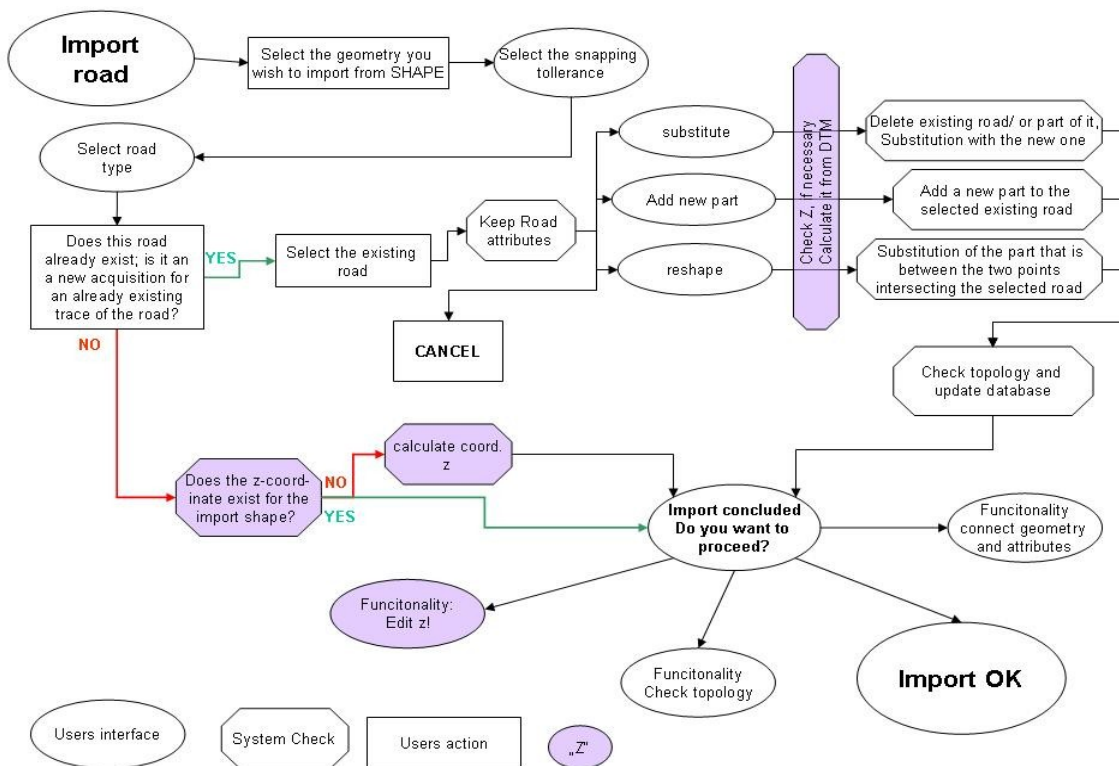 Import
road
Select the geometry you
wish to import from SHAPE
Select the snapping
tollerance
Select road
type
Does this road
already exist; is it an
a new acquisition for
an already existing
trace of the road?
YES
NO
Select the existing
road
Keep Road
attributes
CANCEL
substitute
Add new part
reshape
Check Z, if necessary
Calculate it from DTM
Delete existing road/ or part of it,
Substitution with the new one
Add a new part to the
selected existing road
Substitution of the part that is
between the two points
intersecting the selected road
Check topology and
update database
Does the z-coord-
inate exist for the
import shape?
NO
YES
calculate coord.
z
Import concluded
Do you want to
proceed?
Funcitonality
connect geometry
and attributes
Funcitonality:
Edit z!
Funcitonality
Check topology
Import OK
Users interface
System Check
Users action
„Z"